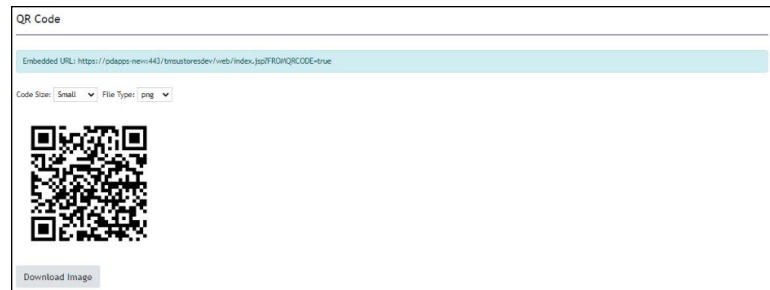 QR Code
Embedded URL: https://pdapps-new:443/tmsustoresdev/web/index.jsp?FROMQRCODE=true
Code Size: Small File Type: png
Download Image